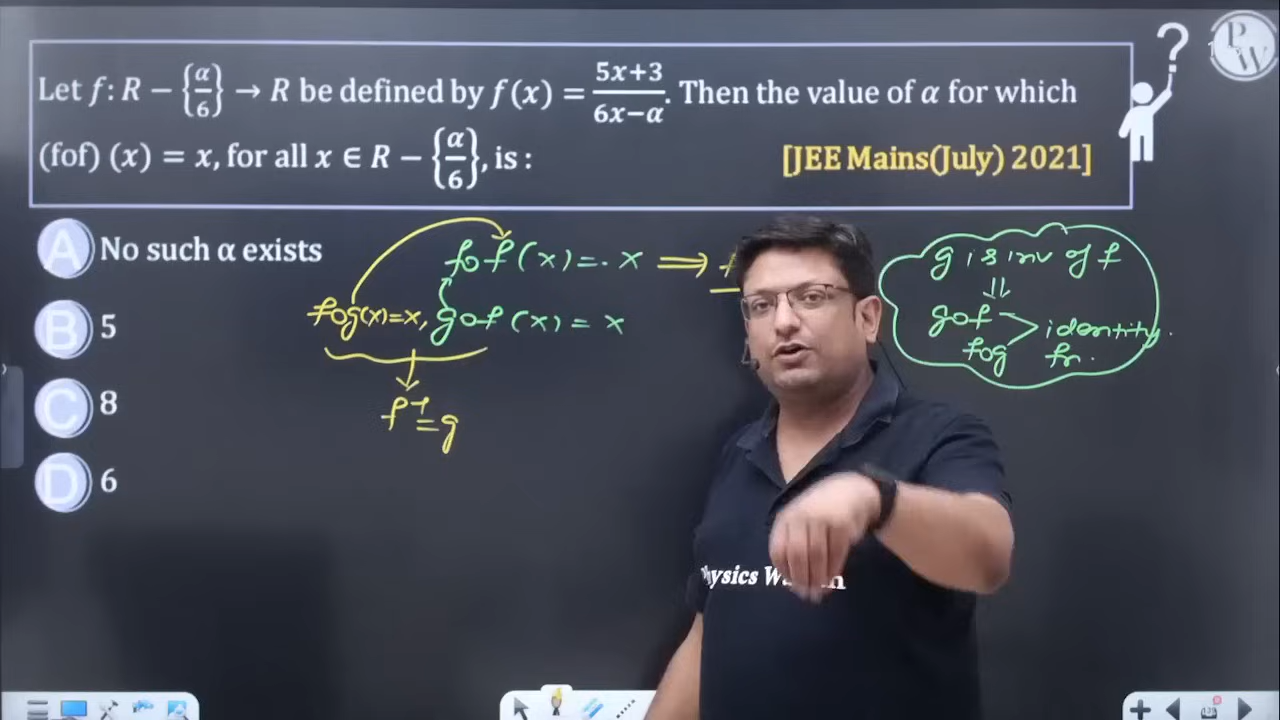 Let f: R − {α/6} → R be defined by f(x) = (5x+3)/(6x−α). Then the value of α for which
(fof) (x) = x, for all x ∈ R − {α/6}, is :
[JEE Mains(July) 2021]
PW
A No such α exists
B 5
C 8
D 6
fof(x) = x ⇒ f
fog(x)=x, gof(x) = x
f⁻¹ = g
g is inv of f
⇓
gof
fog > identity
fn.
Physics W